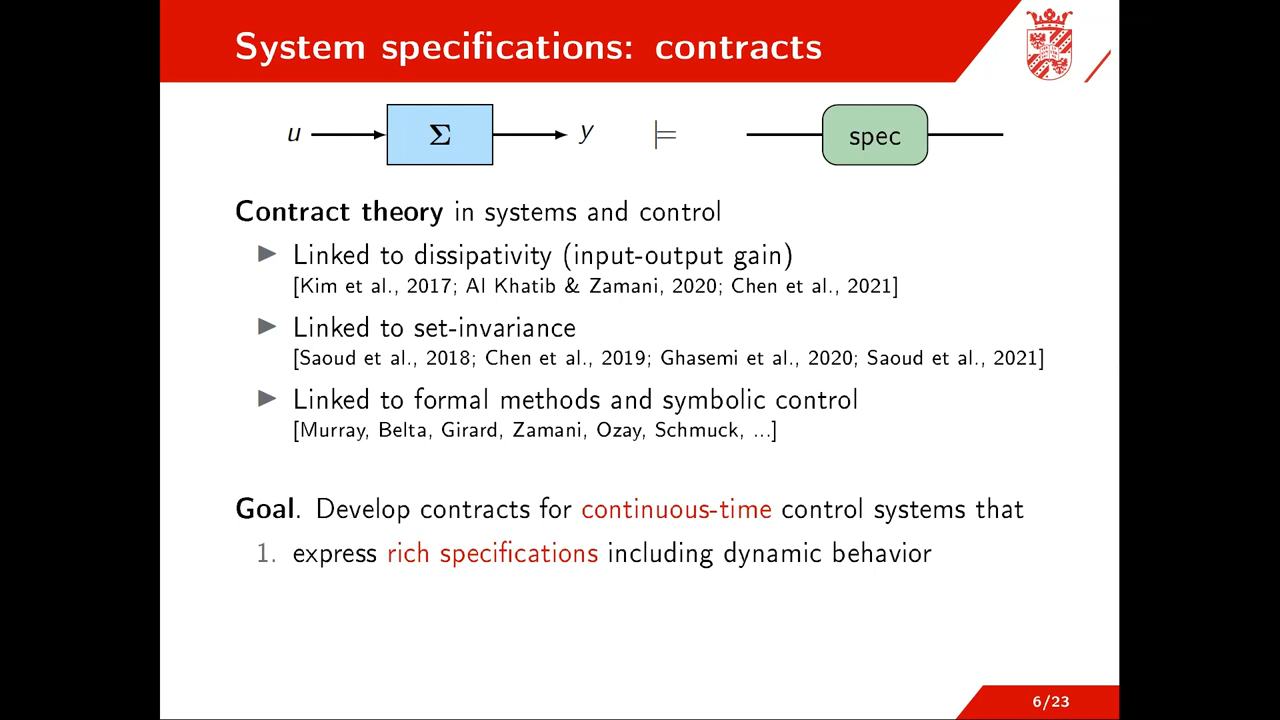 System specifications: contracts
u Σ y ⊨ spec
Contract theory in systems and control
Linked to dissipativity (input-output gain)
[Kim et al., 2017; Al Khatib & Zamani, 2020; Chen et al., 2021]
Linked to set-invariance
[Saoud et al., 2018; Chen et al., 2019; Ghasemi et al., 2020; Saoud et al., 2021]
Linked to formal methods and symbolic control
[Murray, Belta, Girard, Zamani, Ozay, Schmuck, ...]
Goal. Develop contracts for continuous-time control systems that
1. express rich specifications including dynamic behavior
6/23